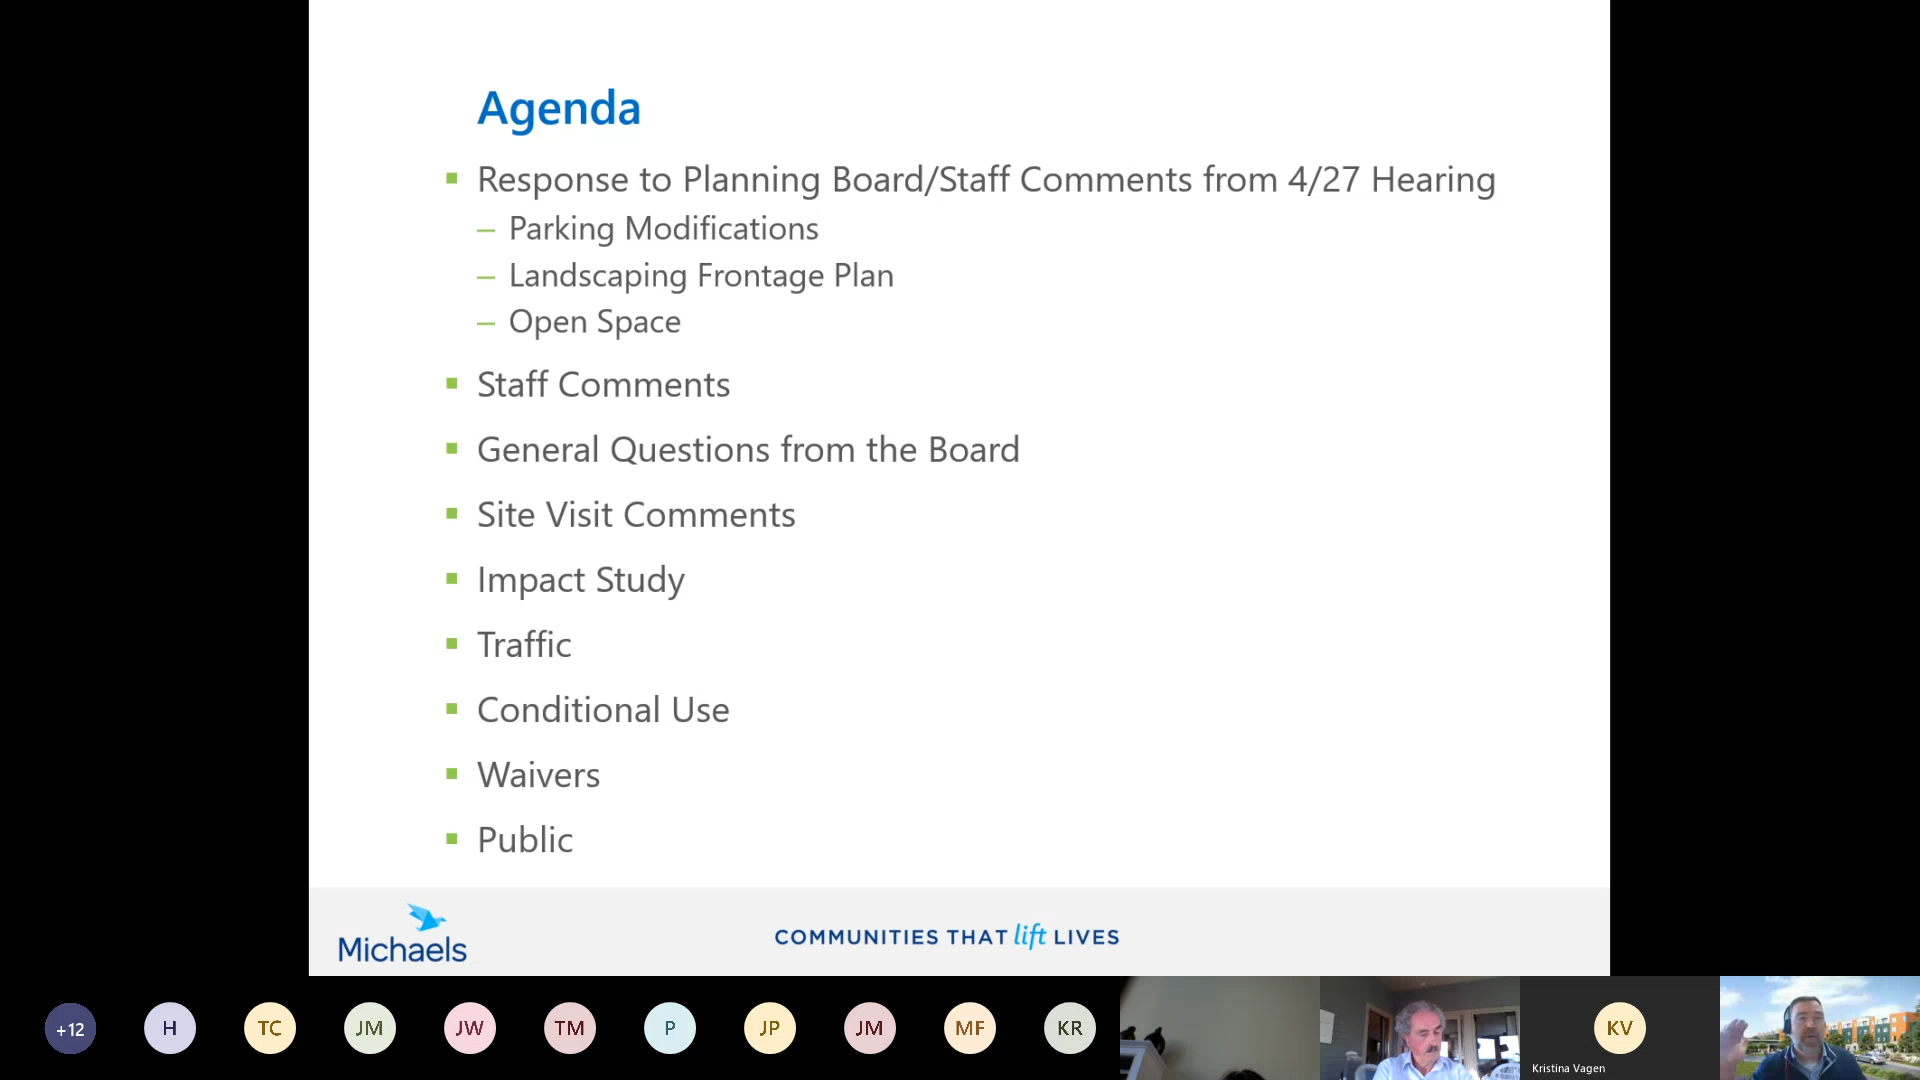 Agenda
Response to Planning Board/Staff Comments from 4/27 Hearing
– Parking Modifications
– Landscaping Frontage Plan
– Open Space
Staff Comments
General Questions from the Board
Site Visit Comments
Impact Study
Traffic
Conditional Use
Waivers
Public
Michaels
COMMUNITIES THAT lift LIVES
+12 H TC JM JW TM P JP JM MF KR KV
Kristina Vagen